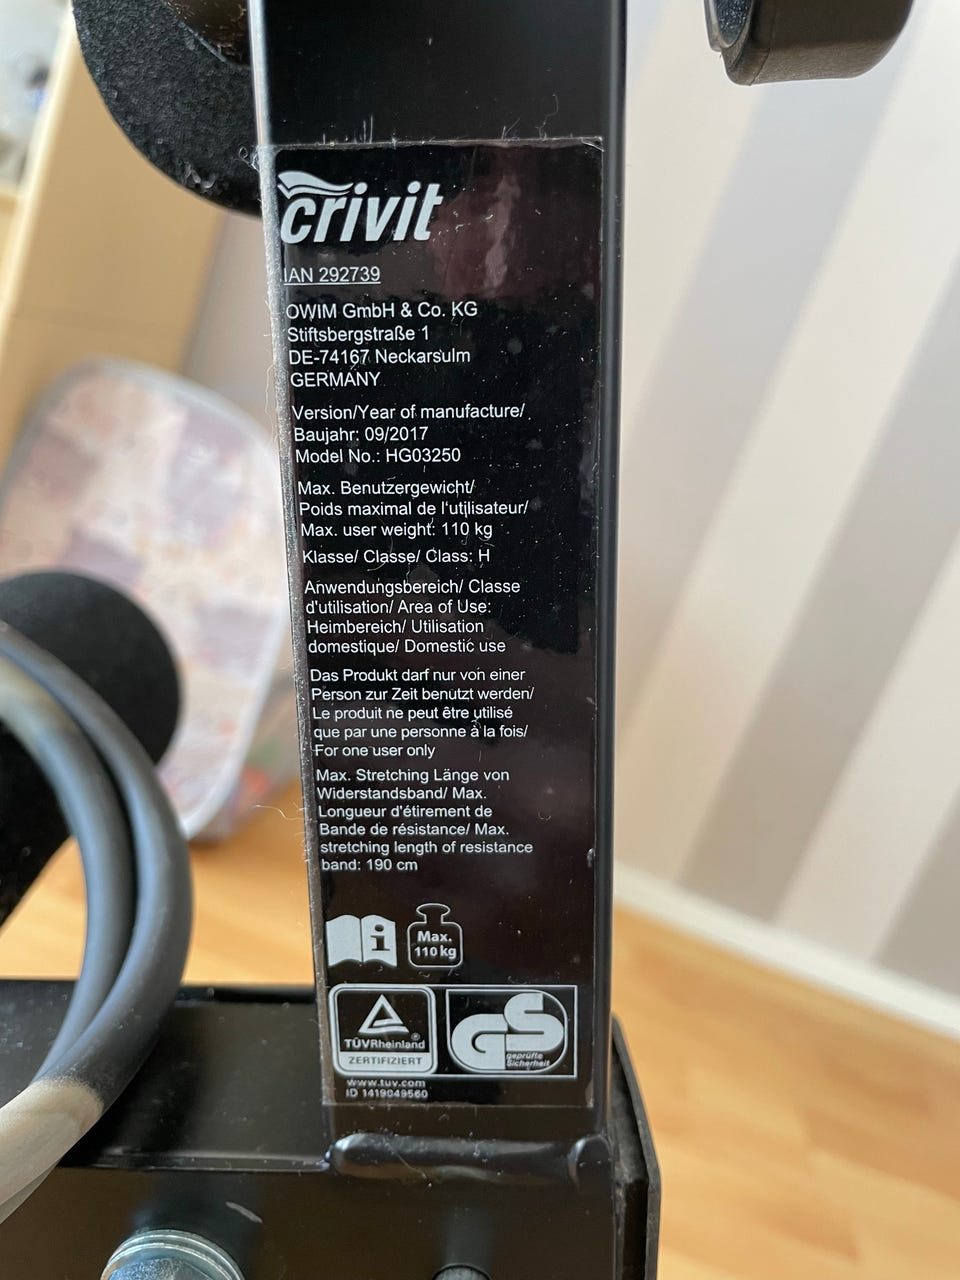 crivit
IAN 292739
OWIM GmbH & Co. KG
Stiftsbergstraße 1
DE-74167 Neckarsulm
GERMANY
Version/Year of manufacture/
Baujahr: 09/2017
Model No.: HG03250
Max. Benutzergewicht/
Poids maximal de l'utilisateur/
Max. user weight: 110 kg
Klasse/ Classe/ Class: H
Anwendungsbereich/ Classe
d'utilisation/ Area of Use:
Heimbereich/ Utilisation
domestique/ Domestic use
Das Produkt darf nur von einer
Person zur Zeit benutzt werden/
Le produit ne peut être utilisé
que par une personne à la fois/
For one user only
Max. Stretching Länge von
Widerstandsband/ Max.
Longueur d'étirement de
Bande de résistance/ Max.
stretching length of resistance
band: 190 cm
i
Max.
110 kg
TÜVRheinland®
ZERTIFIZIERT
GS
geprüfte
Sicherheit
www.tuv.com
ID 1419049560